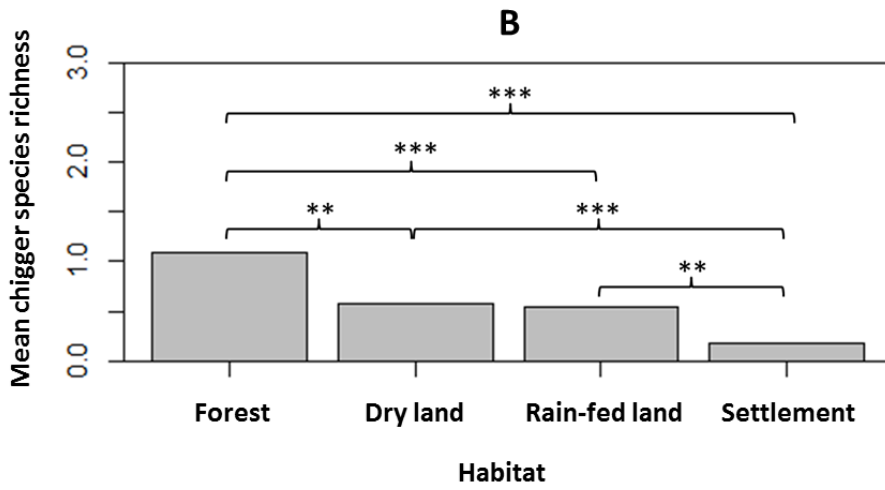 B
Mean chigger species richness
3.0
2.0
1.0
0.0
***
***
** ***
**
Forest Dry land Rain-fed land Settlement
Habitat